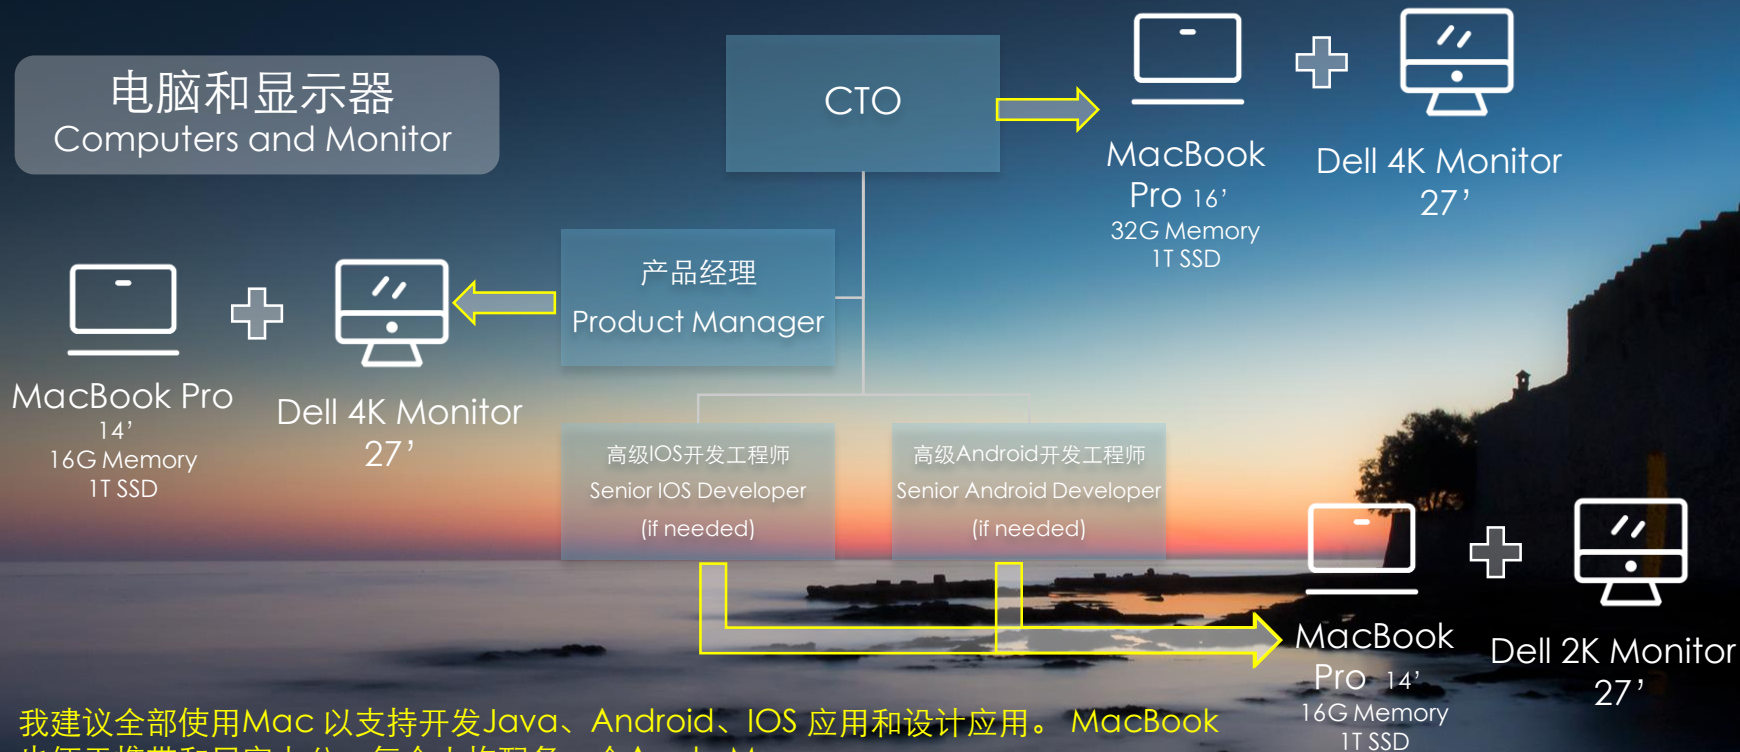 电脑和显示器
Computers and Monitor
CTO
MacBook
Pro 16’
32G Memory
1T SSD
Dell 4K Monitor
27’
产品经理
Product Manager
MacBook Pro
14’
16G Memory
1T SSD
Dell 4K Monitor
27’
高级IOS开发工程师
Senior IOS Developer
(if needed)
高级Android开发工程师
Senior Android Developer
(if needed)
MacBook
Pro 14’
16G Memory
1T SSD
Dell 2K Monitor
27’
我建议全部使用Mac 以支持开发Java、Android、IOS 应用和设计应用。 MacBook